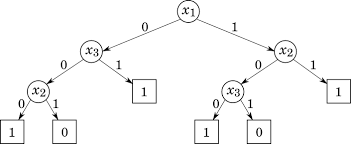 x₁
0 1
x₃ x₂
0 1 0 1
x₂ 1 x₃ 1
0 1 0 1
1 0 1 0